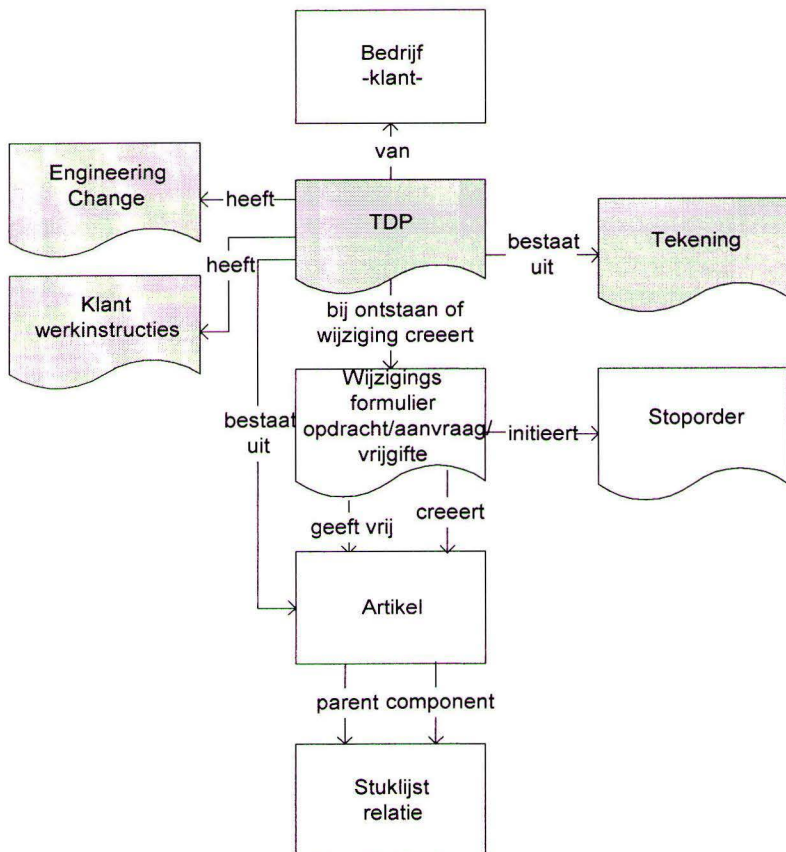 Bedrijf
-klant-
van
Engineering
Change
heeft
TDP
bestaat
uit
Tekening
heeft
Klant
werkinstructies
bij ontstaan of
wijziging creeert
Wijzigings
formulier
opdracht/aanvraag/
vrijgifte
initieert
Stoporder
bestaat
uit
geeft vrij
creeert
Artikel
parent component
Stuklijst
relatie